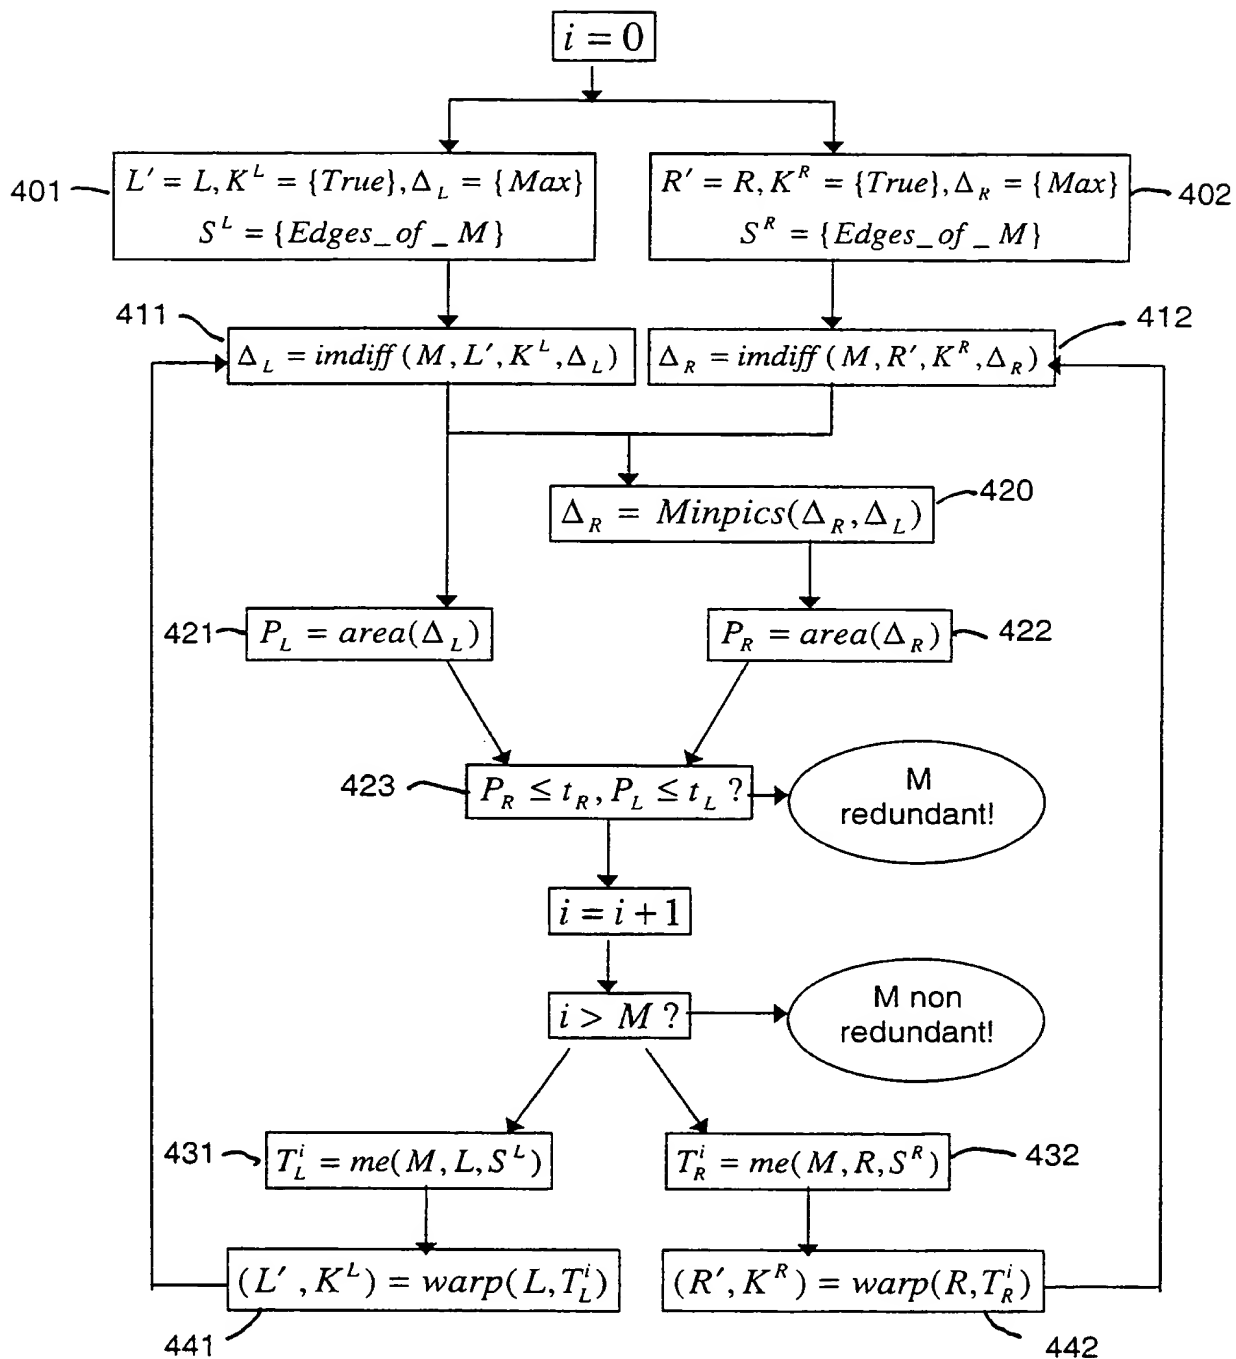 i = 0
401
L' = L, K^L = {True}, Δ_L = {Max}
S^L = {Edges_of_M}
R' = R, K^R = {True}, Δ_R = {Max}
S^R = {Edges_of_M}
402
411
Δ_L = imdiff(M, L', K^L, Δ_L)
Δ_R = imdiff(M, R', K^R, Δ_R)
412
Δ_R = Minpics(Δ_R, Δ_L)
420
421
P_L = area(Δ_L)
P_R = area(Δ_R)
422
423
P_R ≤ t_R, P_L ≤ t_L ?
M
redundant!
i = i + 1
i > M ?
M non
redundant!
431
T_L^i = me(M, L, S^L)
T_R^i = me(M, R, S^R)
432
(L', K^L) = warp(L, T_L^i)
(R', K^R) = warp(R, T_R^i)
441
442